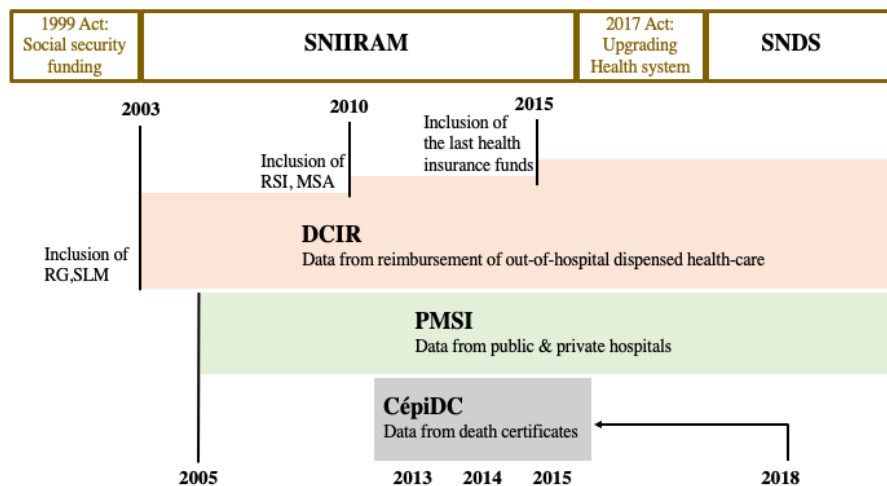 1999 Act:
Social security
funding
SNIIRAM
2017 Act:
Upgrading
Health system
SNDS
2003
2010
2015
Inclusion of
RSI, MSA
Inclusion of
the last health
insurance funds
Inclusion of
RG,SLM
DCIR
Data from reimbursement of out-of-hospital dispensed health-care
PMSI
Data from public & private hospitals
CépiDC
Data from death certificates
2005
2013
2014
2015
2018